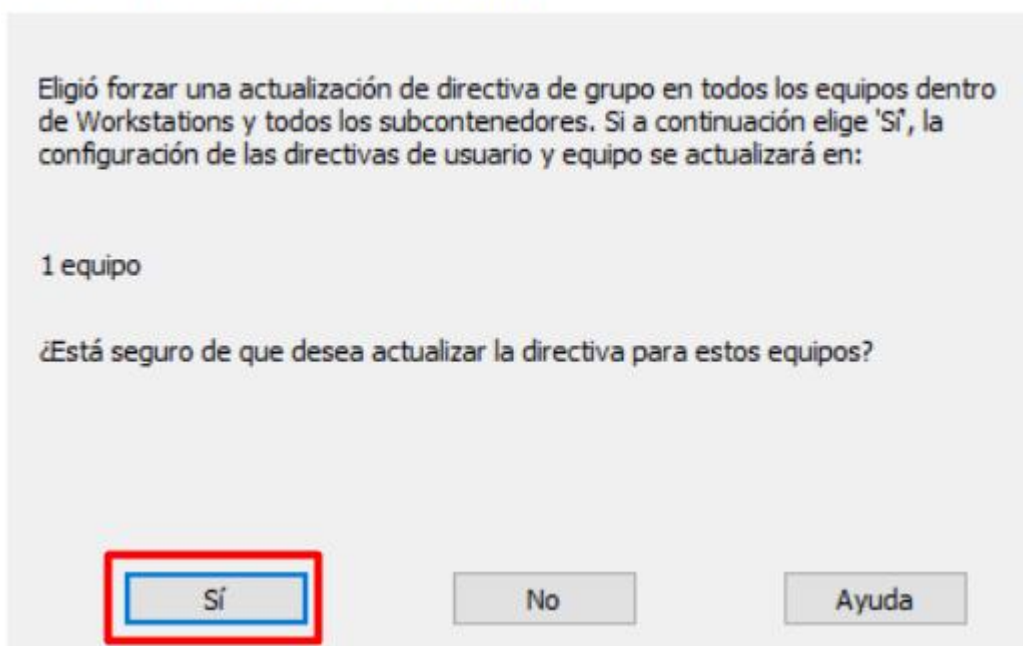 Eligió forzar una actualización de directiva de grupo en todos los equipos dentro
de Workstations y todos los subcontenedores. Si a continuación elige 'Sí', la
configuración de las directivas de usuario y equipo se actualizará en:
1 equipo
¿Está seguro de que desea actualizar la directiva para estos equipos?
Sí
No
Ayuda